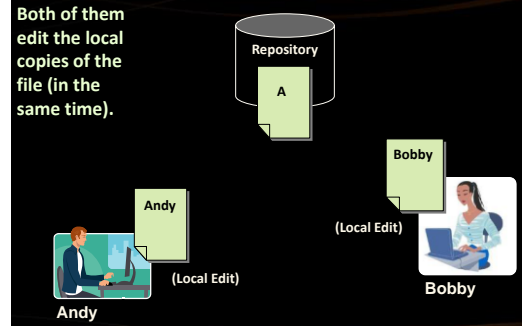 Both of them
edit the local
copies of the
file (in the
same time).
Repository
A
Bobby
Andy
(Local Edit)
(Local Edit)
Bobby
Andy